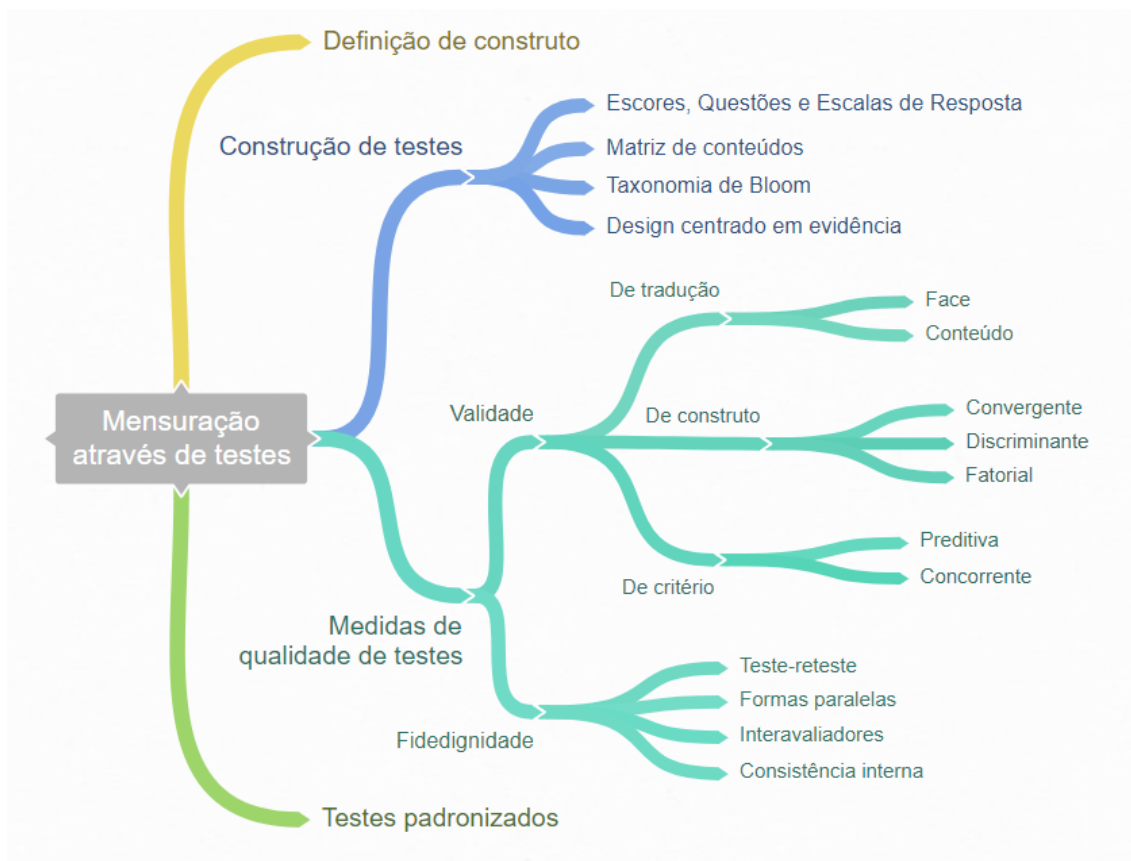 Definição de construto
Construção de testes
Escores, Questões e Escalas de Resposta
Matriz de conteúdos
Taxonomia de Bloom
Design centrado em evidência
Mensuração
através de testes
Medidas de
qualidade de testes
Validade
De tradução
Face
Conteúdo
De construto
Convergente
Discriminante
Fatorial
De critério
Preditiva
Concorrente
Fidedignidade
Teste-reteste
Formas paralelas
Interavaliadores
Consistência interna
Testes padronizados